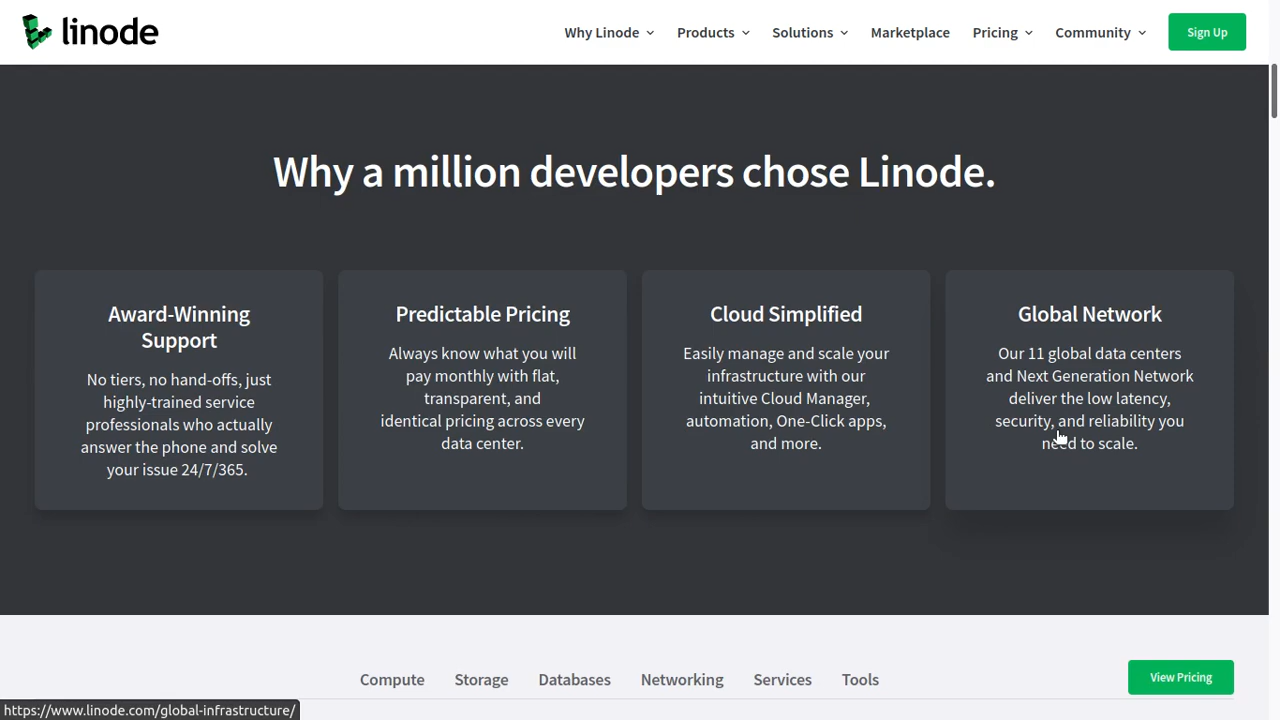 linode
Why Linode
Products
Solutions
Marketplace
Pricing
Community
Sign Up
Why a million developers chose Linode.
Award-Winning
Support
No tiers, no hand-offs, just
highly-trained service
professionals who actually
answer the phone and solve
your issue 24/7/365.
Predictable Pricing
Always know what you will
pay monthly with flat,
transparent, and
identical pricing across every
data center.
Cloud Simplified
Easily manage and scale your
infrastructure with our
intuitive Cloud Manager,
automation, One-Click apps,
and more.
Global Network
Our 11 global data centers
and Next Generation Network
deliver the low latency,
security, and reliability you
need to scale.
Compute
Storage
Databases
Networking
Services
Tools
View Pricing
https://www.linode.com/global-infrastructure/